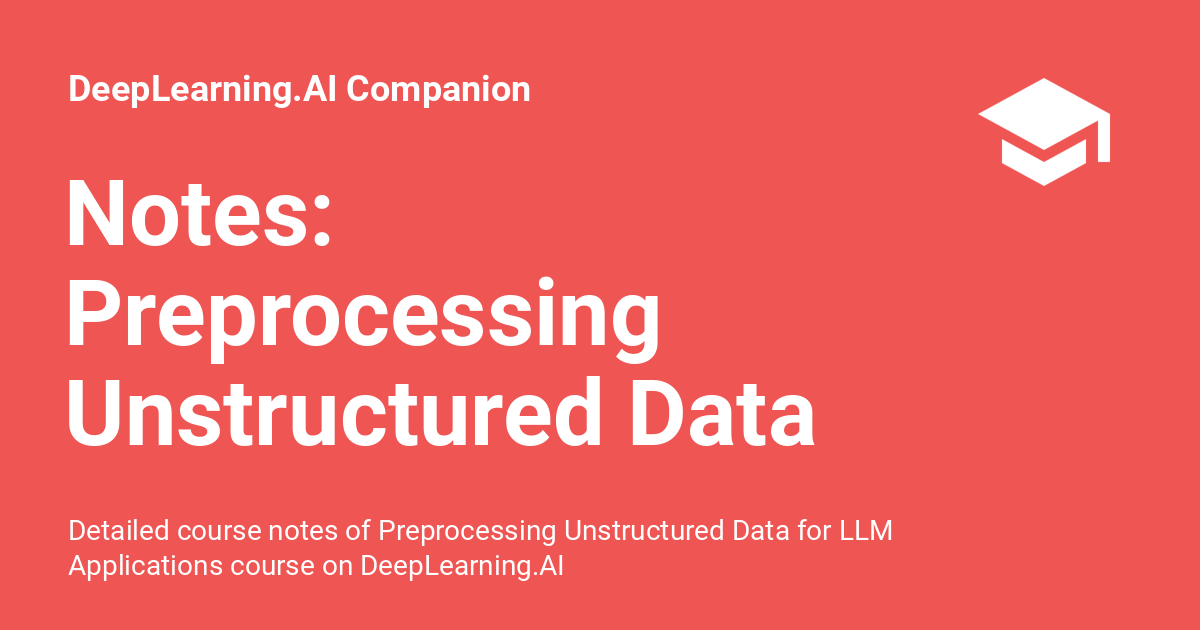 DeepLearning.AI Companion
Notes:
Preprocessing
Unstructured Data
Detailed course notes of Preprocessing Unstructured Data for LLM
Applications course on DeepLearning.AI